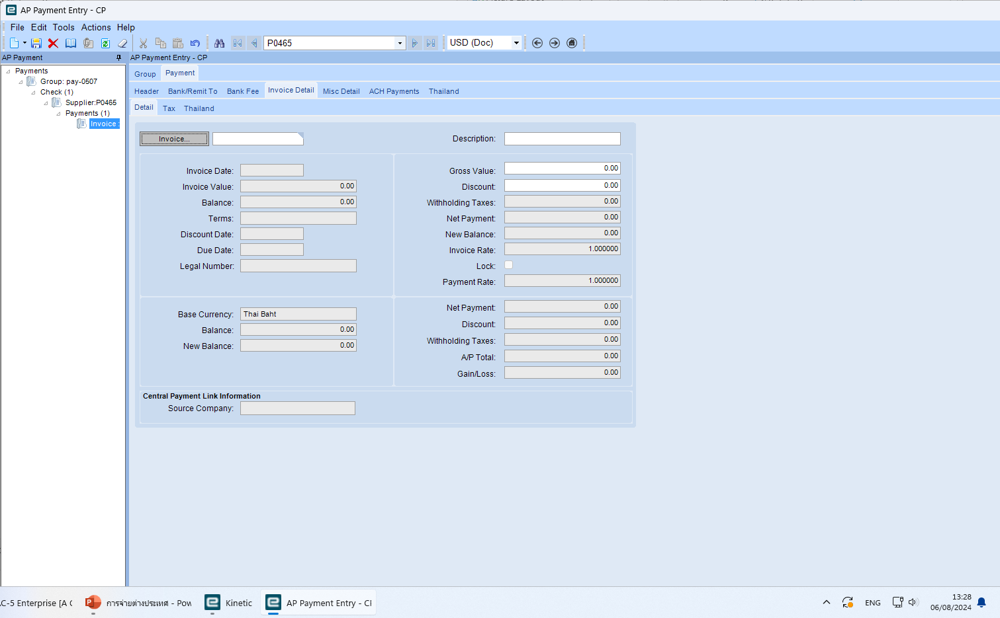 AP Payment Entry - CP
File Edit Tools Actions Help
P0465 USD (Doc)
AP Payment
AP Payment Entry - CP
Payments
Group: pay-0507
Check (1)
Supplier:P0465
Payments (1)
Invoice :
Group Payment
Header Bank/Remit To Bank Fee Invoice Detail Misc Detail ACH Payments Thailand
Detail Tax Thailand
Invoice...
Description:
Invoice Date:
Invoice Value: 0.00
Balance: 0.00
Terms:
Discount Date:
Due Date:
Legal Number:
Gross Value: 0.00
Discount: 0.00
Withholding Taxes: 0.00
Net Payment: 0.00
New Balance: 0.00
Invoice Rate: 1.000000
Lock:
Payment Rate: 1.000000
Base Currency: Thai Baht
Balance: 0.00
New Balance: 0.00
Net Payment: 0.00
Discount: 0.00
Withholding Taxes: 0.00
A/P Total: 0.00
Gain/Loss: 0.00
Central Payment Link Information
Source Company:
C-5 Enterprise [A
การจ่ายต่างประเทศ - Pow
Kinetic
AP Payment Entry - CI
ENG
13:28
06/08/2024